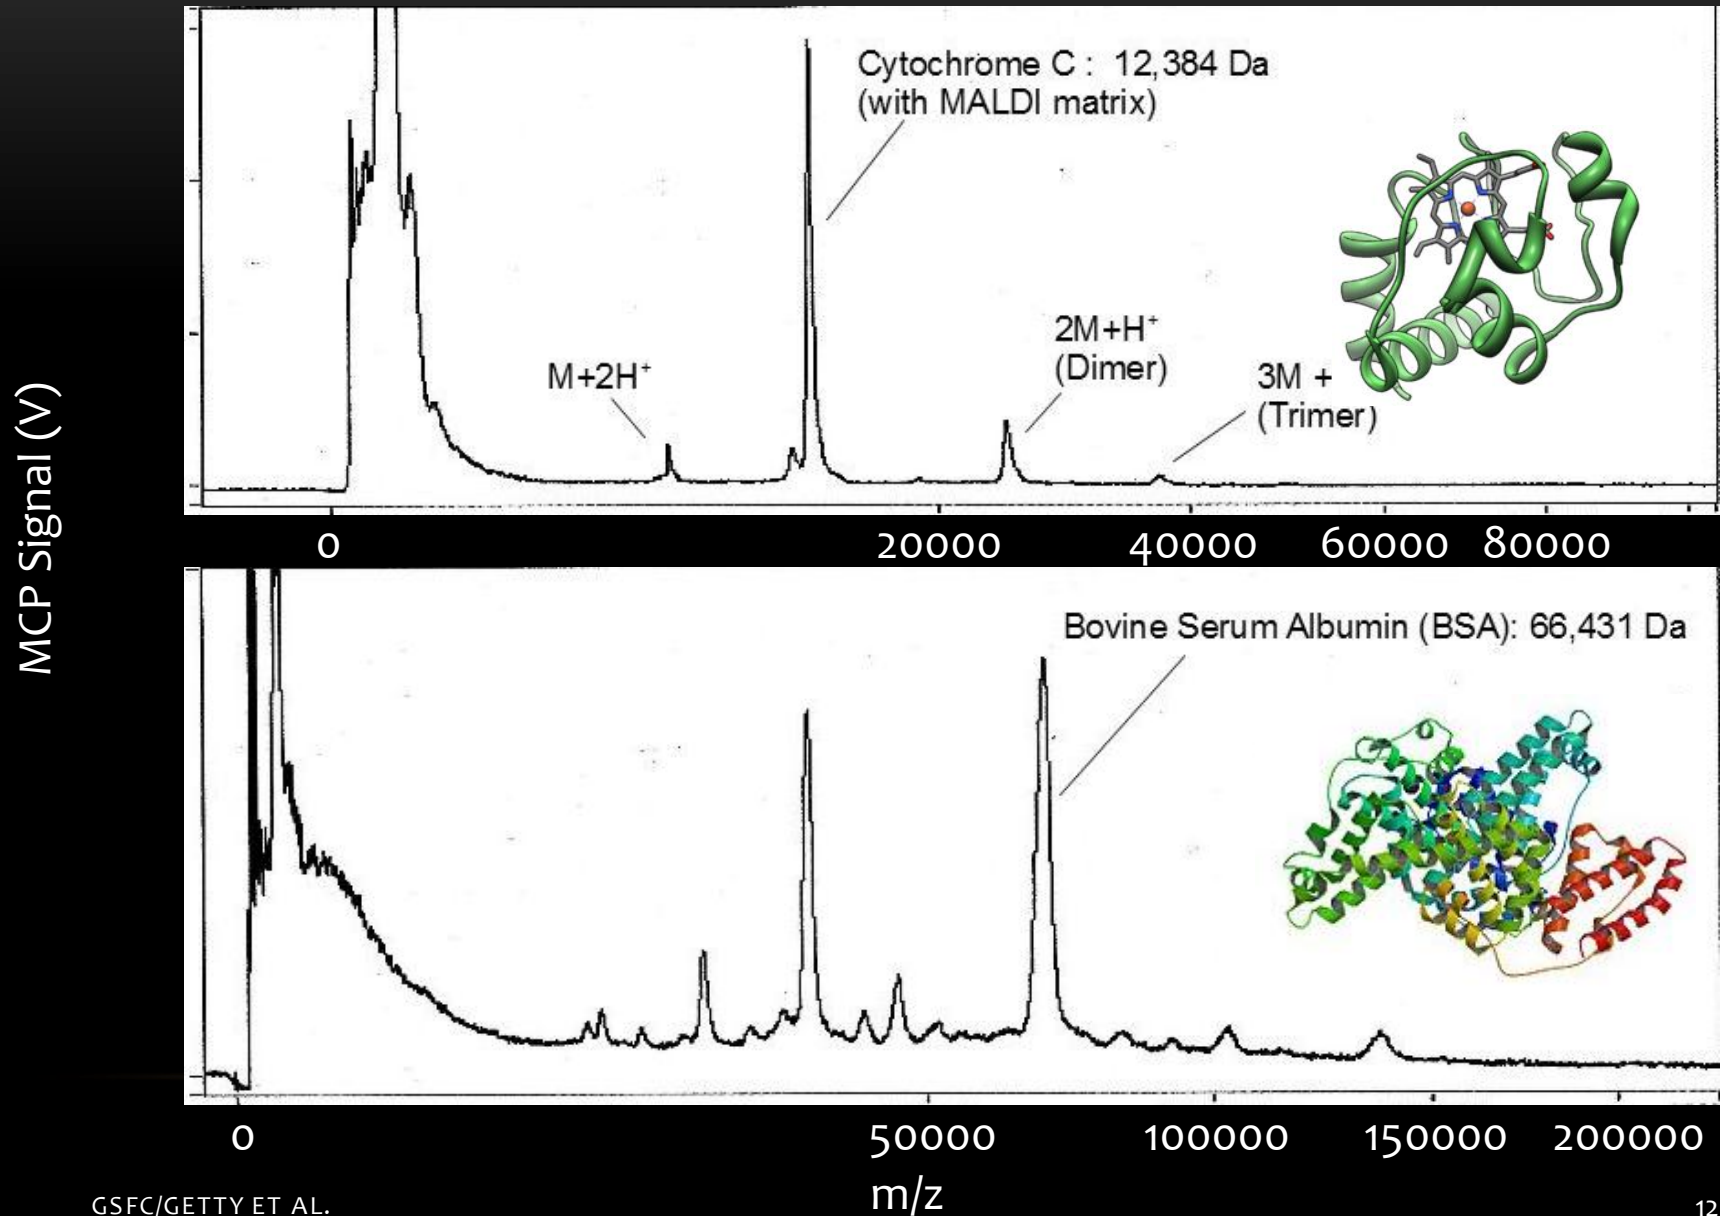 Cytochrome C : 12,384 Da
(with MALDI matrix)
M+2H⁺
2M+H⁺
(Dimer)
3M +
(Trimer)
0 20000 40000 60000 80000
MCP Signal (V)
Bovine Serum Albumin (BSA): 66,431 Da
0 50000 100000 150000 200000
m/z
GSFC/GETTY ET AL.
12